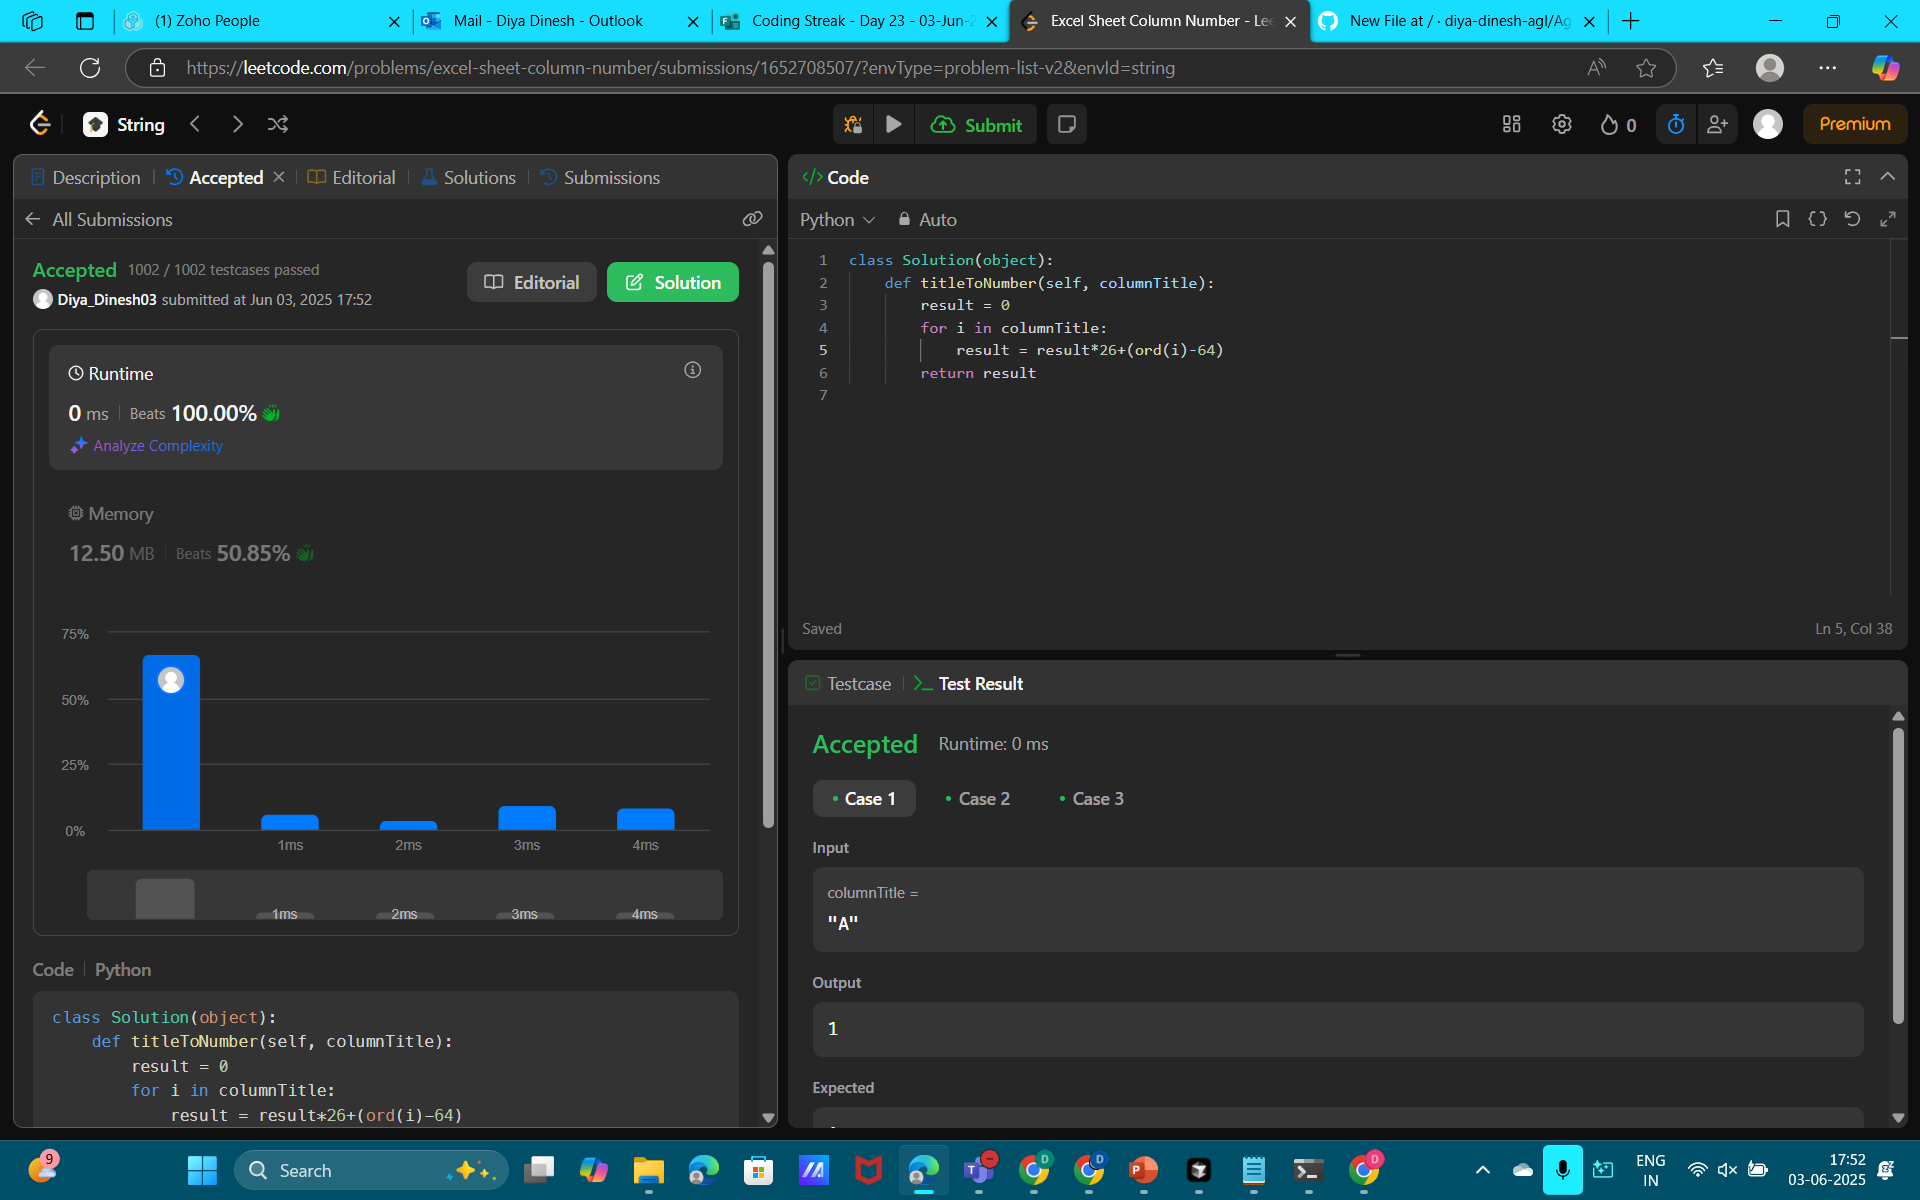 (1) Zoho People
Mail - Diya Dinesh - Outlook
Coding Streak - Day 23 - 03-Jun-2
Excel Sheet Column Number - Lee
New File at / · diya-dinesh-agl/Ag
https://leetcode.com/problems/excel-sheet-column-number/submissions/1652708507/?envType=problem-list-v2&envId=string
String
Submit
0
Premium
Description
Accepted
Editorial
Solutions
Submissions
All Submissions
Accepted 1002 / 1002 testcases passed
Diya_Dinesh03 submitted at Jun 03, 2025 17:52
Editorial
Solution
Runtime
0 ms Beats 100.00%
Analyze Complexity
Memory
12.50 MB Beats 50.85%
75%
50%
25%
0%
1ms 2ms 3ms 4ms
1ms 2ms 3ms 4ms
Code Python
class Solution(object):
def titleToNumber(self, columnTitle):
result = 0
for i in columnTitle:
result = result*26+(ord(i)-64)
</> Code
Python Auto
1 class Solution(object):
2 def titleToNumber(self, columnTitle):
3 result = 0
4 for i in columnTitle:
5 result = result*26+(ord(i)-64)
6 return result
7
Saved
Ln 5, Col 38
Testcase
Test Result
Accepted Runtime: 0 ms
Case 1 Case 2 Case 3
Input
columnTitle =
"A"
Output
1
Expected
9
Search
D
D
D
ENG
IN
17:52
03-06-2025